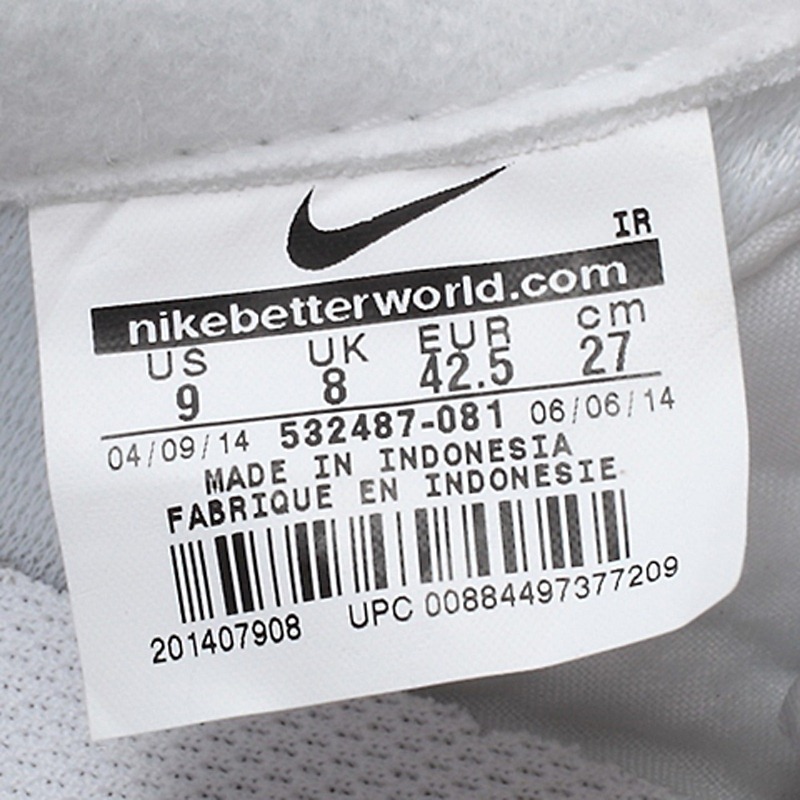 IR
nikebetterworld.com
US UK EUR cm
9 8 42.5 27
04/09/14 532487-081 06/06/14
MADE IN INDONESIA
FABRIQUE EN INDONESIE
201407908 UPC 00884497377209